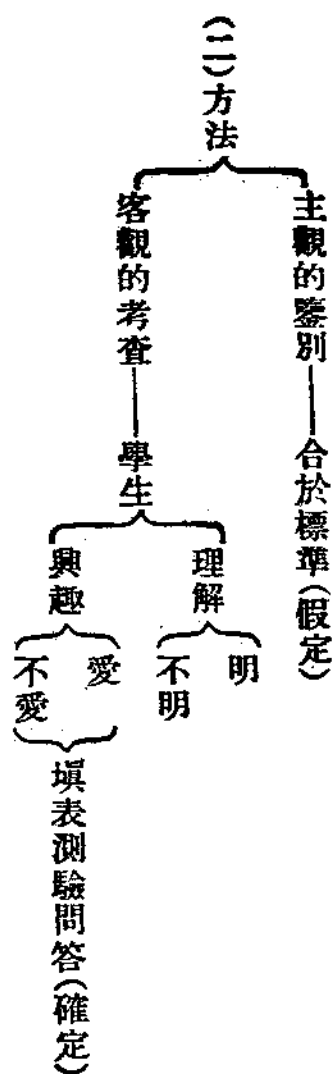 (二)方法
主觀的鑒別——合於標準(假定)
客觀的考查——學生
理解
明
不明
興趣
愛
不愛
填表測驗問答(確定)